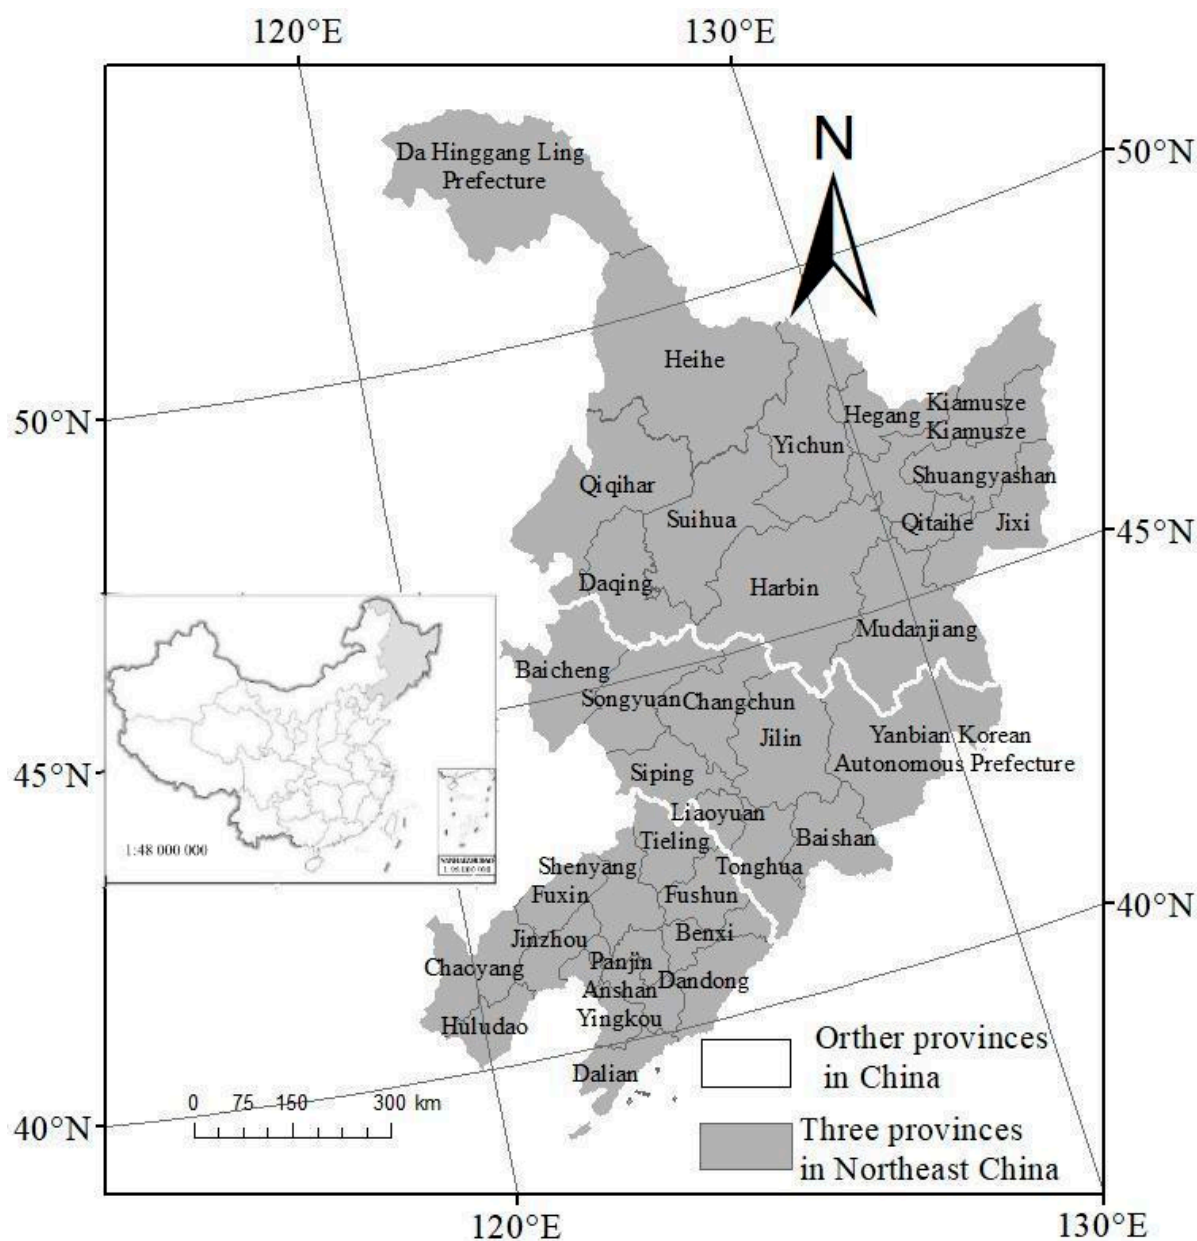 120°E
130°E
N
50°N
Da Hinggang Ling
Prefecture
Heihe
50°N
Hegang
Kiamusze
Kiamusze
Yichun
Shuangyashan
Qiqihar
Suihua
Qitaihe
Jixi
45°N
Daqing
Harbin
Mudanjiang
Baicheng
Songyuan
Changchun
Jilin
Yanbian Korean
Autonomous Prefecture
45°N
Siping
Liaoyuan
Baishan
Tieling
Shenyang
Tonghua
Fuxin
Fushun
40°N
Jinzhou
Benxi
Chaoyang
Panjin
Dandong
Anshan
Huludao
Yingkou
Dalian
1:48 000 000
Orther provinces
in China
0 75 150 300 km
40°N
Three provinces
in Northeast China
120°E
130°E